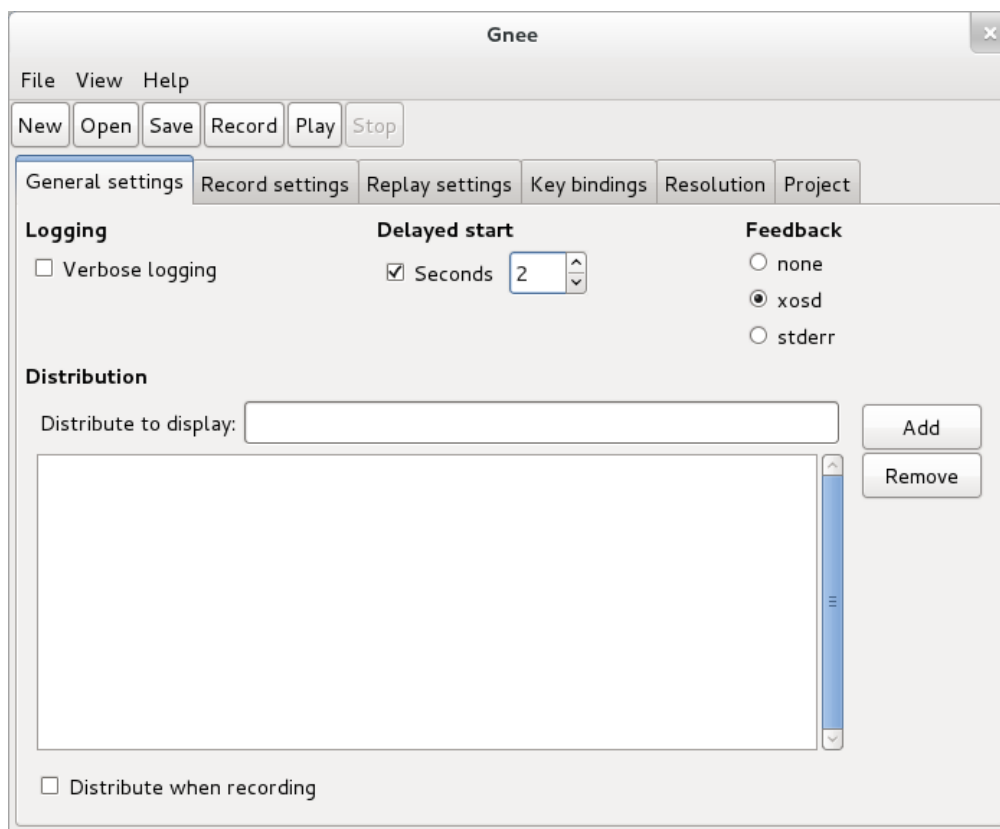 Gnee
File View Help
New Open Save Record Play Stop
General settings Record settings Replay settings Key bindings Resolution Project
Logging Delayed start Feedback
Verbose logging Seconds 2 none
xosd
stderr
Distribution
Distribute to display: Add
Remove
Distribute when recording